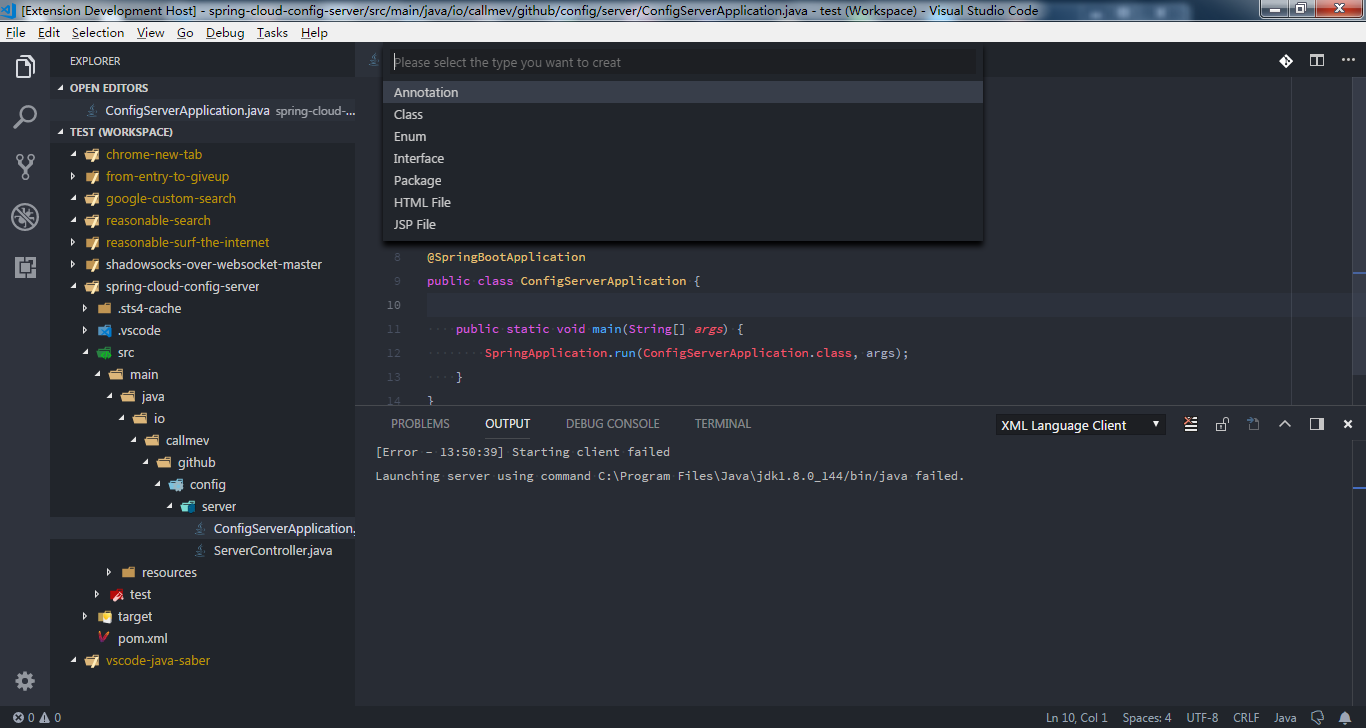 [Extension Development Host] - spring-cloud-config-server/src/main/java/io/callmev/github/config/server/ConfigServerApplication.java - test (Workspace) - Visual Studio Code
File Edit Selection View Go Debug Tasks Help
EXPLORER
OPEN EDITORS
ConfigServerApplication.java spring-cloud-...
TEST (WORKSPACE)
chrome-new-tab
from-entry-to-giveup
google-custom-search
reasonable-search
reasonable-surf-the-internet
shadowsocks-over-websocket-master
spring-cloud-config-server
.sts4-cache
.vscode
src
main
java
io
callmev
github
config
server
ConfigServerApplication.
ServerController.java
resources
test
target
pom.xml
vscode-java-saber
Please select the type you want to creat
Annotation
Class
Enum
Interface
Package
HTML File
JSP File
8 @SpringBootApplication
9 public class ConfigServerApplication {
10
11 public static void main(String[] args) {
12 SpringApplication.run(ConfigServerApplication.class, args);
13 }
14 }
PROBLEMS OUTPUT DEBUG CONSOLE TERMINAL XML Language Client
[Error - 13:50:39] Starting client failed
Launching server using command C:\Program Files\Java\jdk1.8.0_144/bin/java failed.
0 0 Ln 10, Col 1 Spaces: 4 UTF-8 CRLF Java